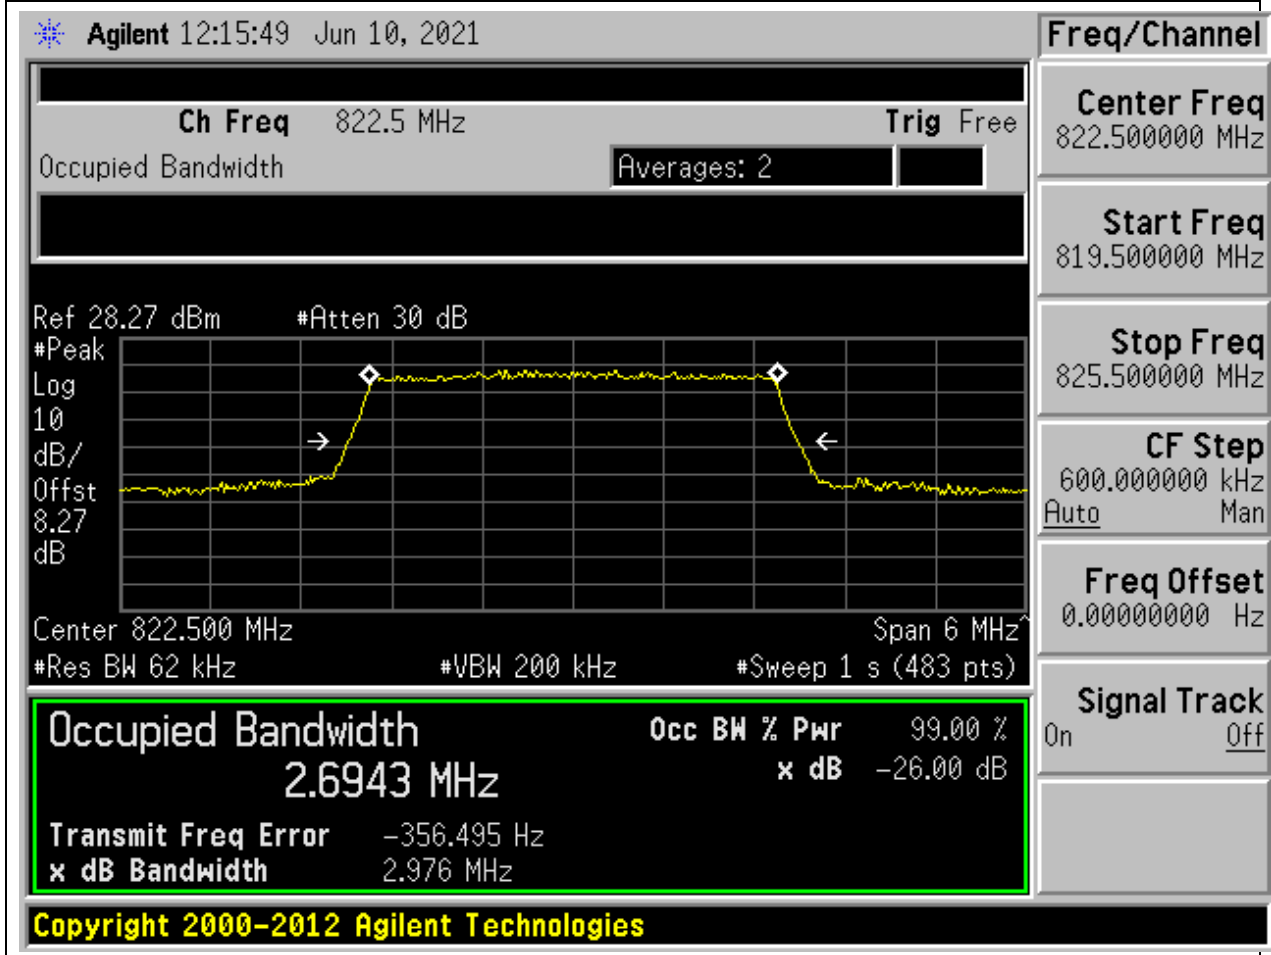 Agilent 12:15:49 Jun 10, 2021
Freq/Channel
Ch Freq 822.5 MHz Trig Free
Occupied Bandwidth Averages: 2
Center Freq
822.500000 MHz
Start Freq
819.500000 MHz
Stop Freq
825.500000 MHz
CF Step
600.000000 kHz
Auto Man
Freq Offset
0.00000000 Hz
Signal Track
On Off
Ref 28.27 dBm #Atten 30 dB
#Peak
Log
10
dB/
Offst
8.27
dB
Center 822.500 MHz Span 6 MHz^
#Res BW 62 kHz #VBW 200 kHz #Sweep 1 s (483 pts)
Occupied Bandwidth
2.6943 MHz
Occ BW % Pwr 99.00 %
x dB -26.00 dB
Transmit Freq Error -356.495 Hz
x dB Bandwidth 2.976 MHz
Copyright 2000-2012 Agilent Technologies